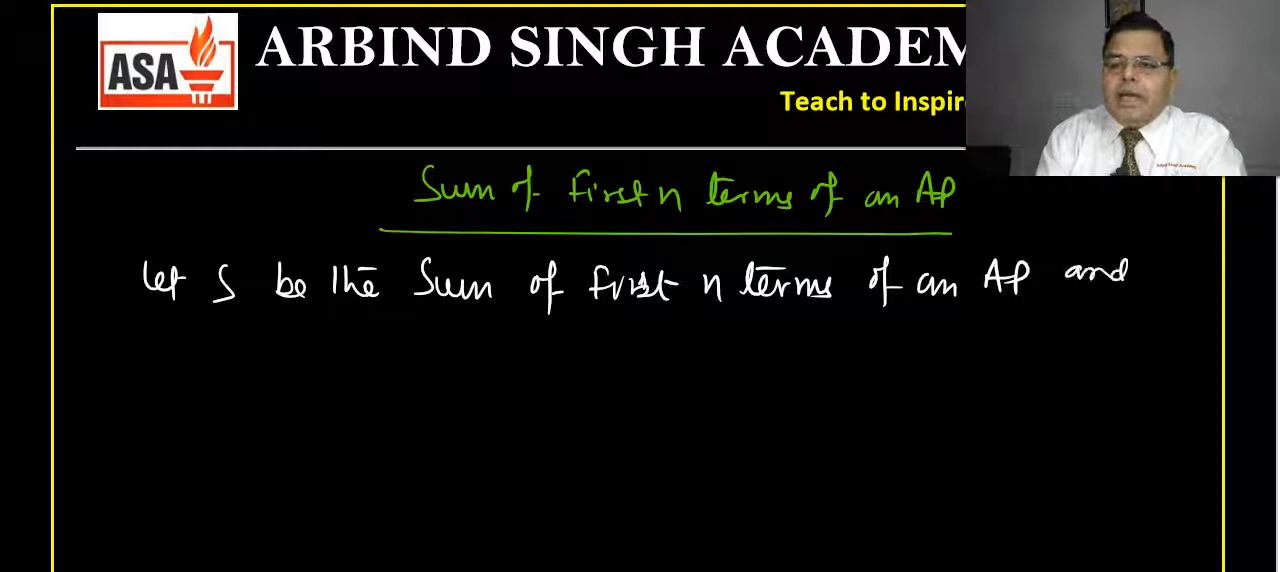 ASA
ARBIND SINGH ACADEM
Teach to Inspir
Sum of first n terms of an AP
Let S be the Sum of first n terms of an AP and